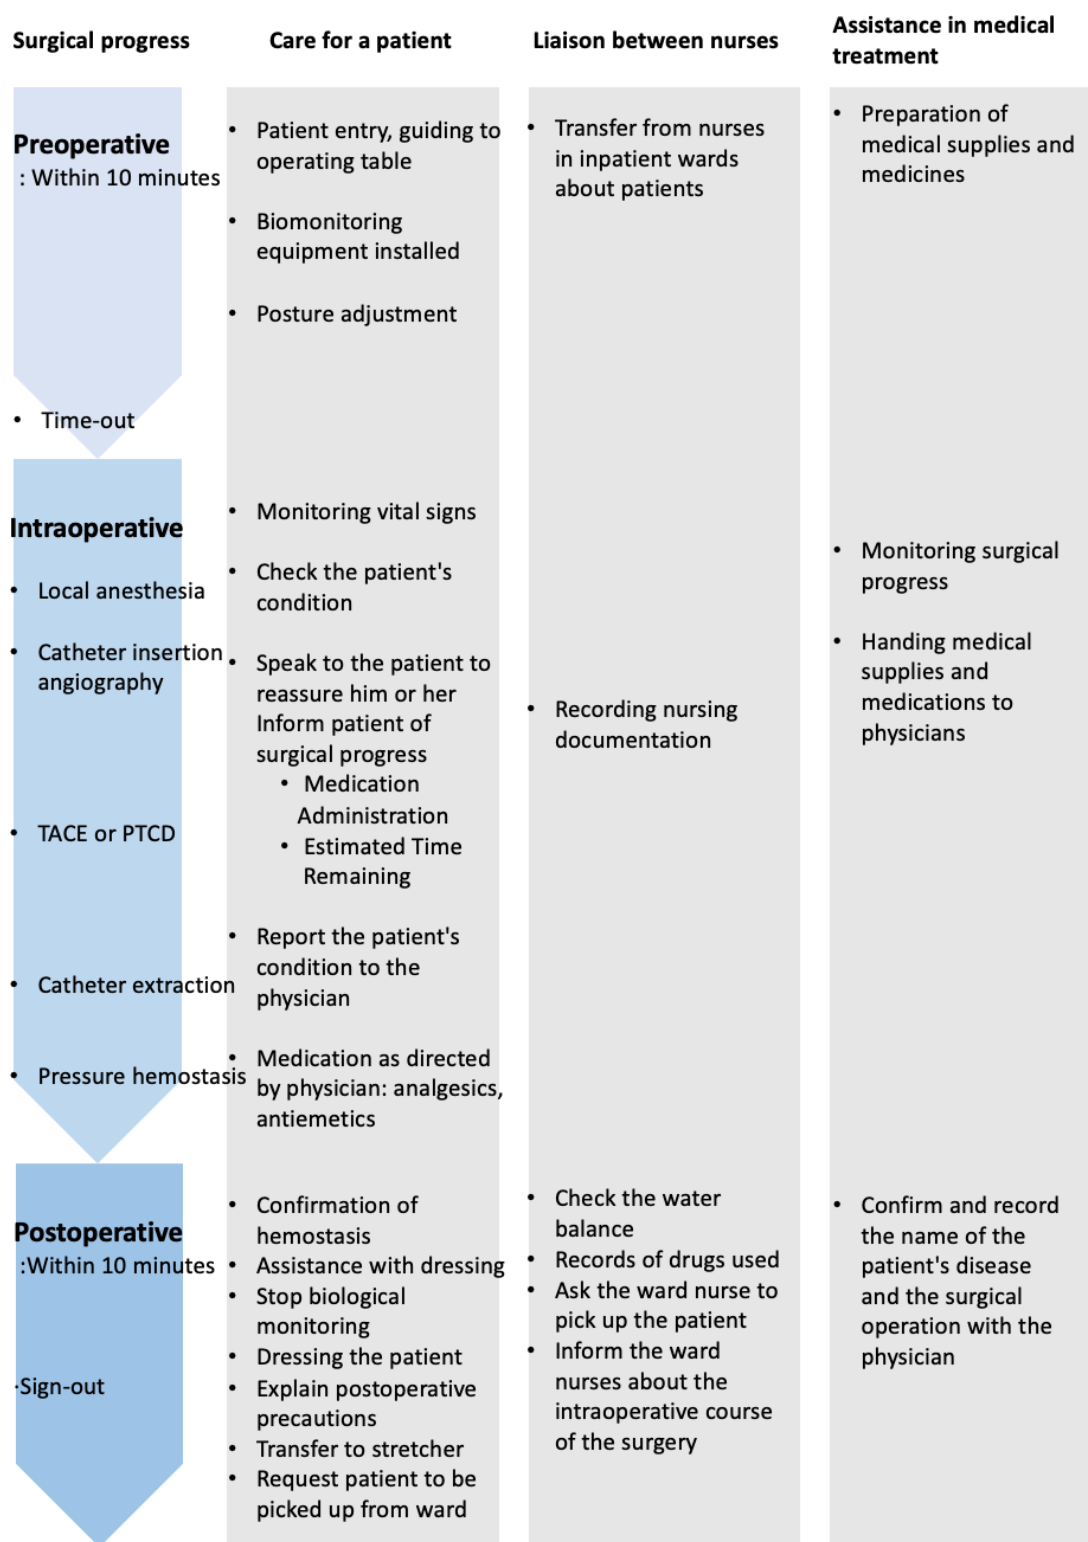 Surgical progress
Care for a patient
Liaison between nurses
Assistance in medical
treatment
Preoperative
: Within 10 minutes
• Time-out
• Patient entry, guiding to
operating table
• Biomonitoring
equipment installed
• Posture adjustment
• Transfer from nurses
in inpatient wards
about patients
• Preparation of
medical supplies and
medicines
Intraoperative
• Local anesthesia
• Catheter insertion
angiography
• TACE or PTCD
• Catheter extraction
• Pressure hemostasis
• Monitoring vital signs
• Check the patient's
condition
• Speak to the patient to
reassure him or her
Inform patient of
surgical progress
• Medication
Administration
• Estimated Time
Remaining
• Report the patient's
condition to the
physician
• Medication as directed
by physician: analgesics,
antiemetics
• Recording nursing
documentation
• Monitoring surgical
progress
• Handing medical
supplies and
medications to
physicians
Postoperative
:Within 10 minutes
·Sign-out
• Confirmation of
hemostasis
• Assistance with dressing
• Stop biological
monitoring
• Dressing the patient
• Explain postoperative
precautions
• Transfer to stretcher
• Request patient to be
picked up from ward
• Check the water
balance
• Records of drugs used
• Ask the ward nurse to
pick up the patient
• Inform the ward
nurses about the
intraoperative course
of the surgery
• Confirm and record
the name of the
patient's disease
and the surgical
operation with the
physician